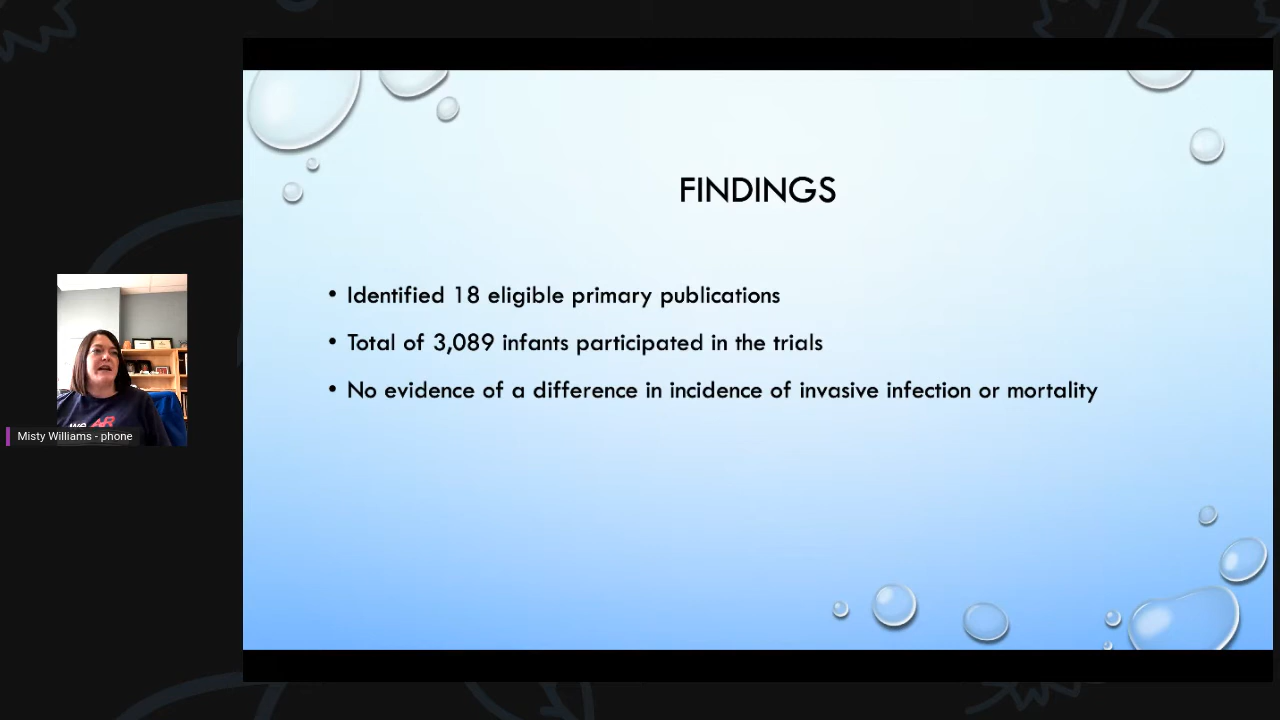 FINDINGS
• Identified 18 eligible primary publications
• Total of 3,089 infants participated in the trials
• No evidence of a difference in incidence of invasive infection or mortality
Misty Williams - phone